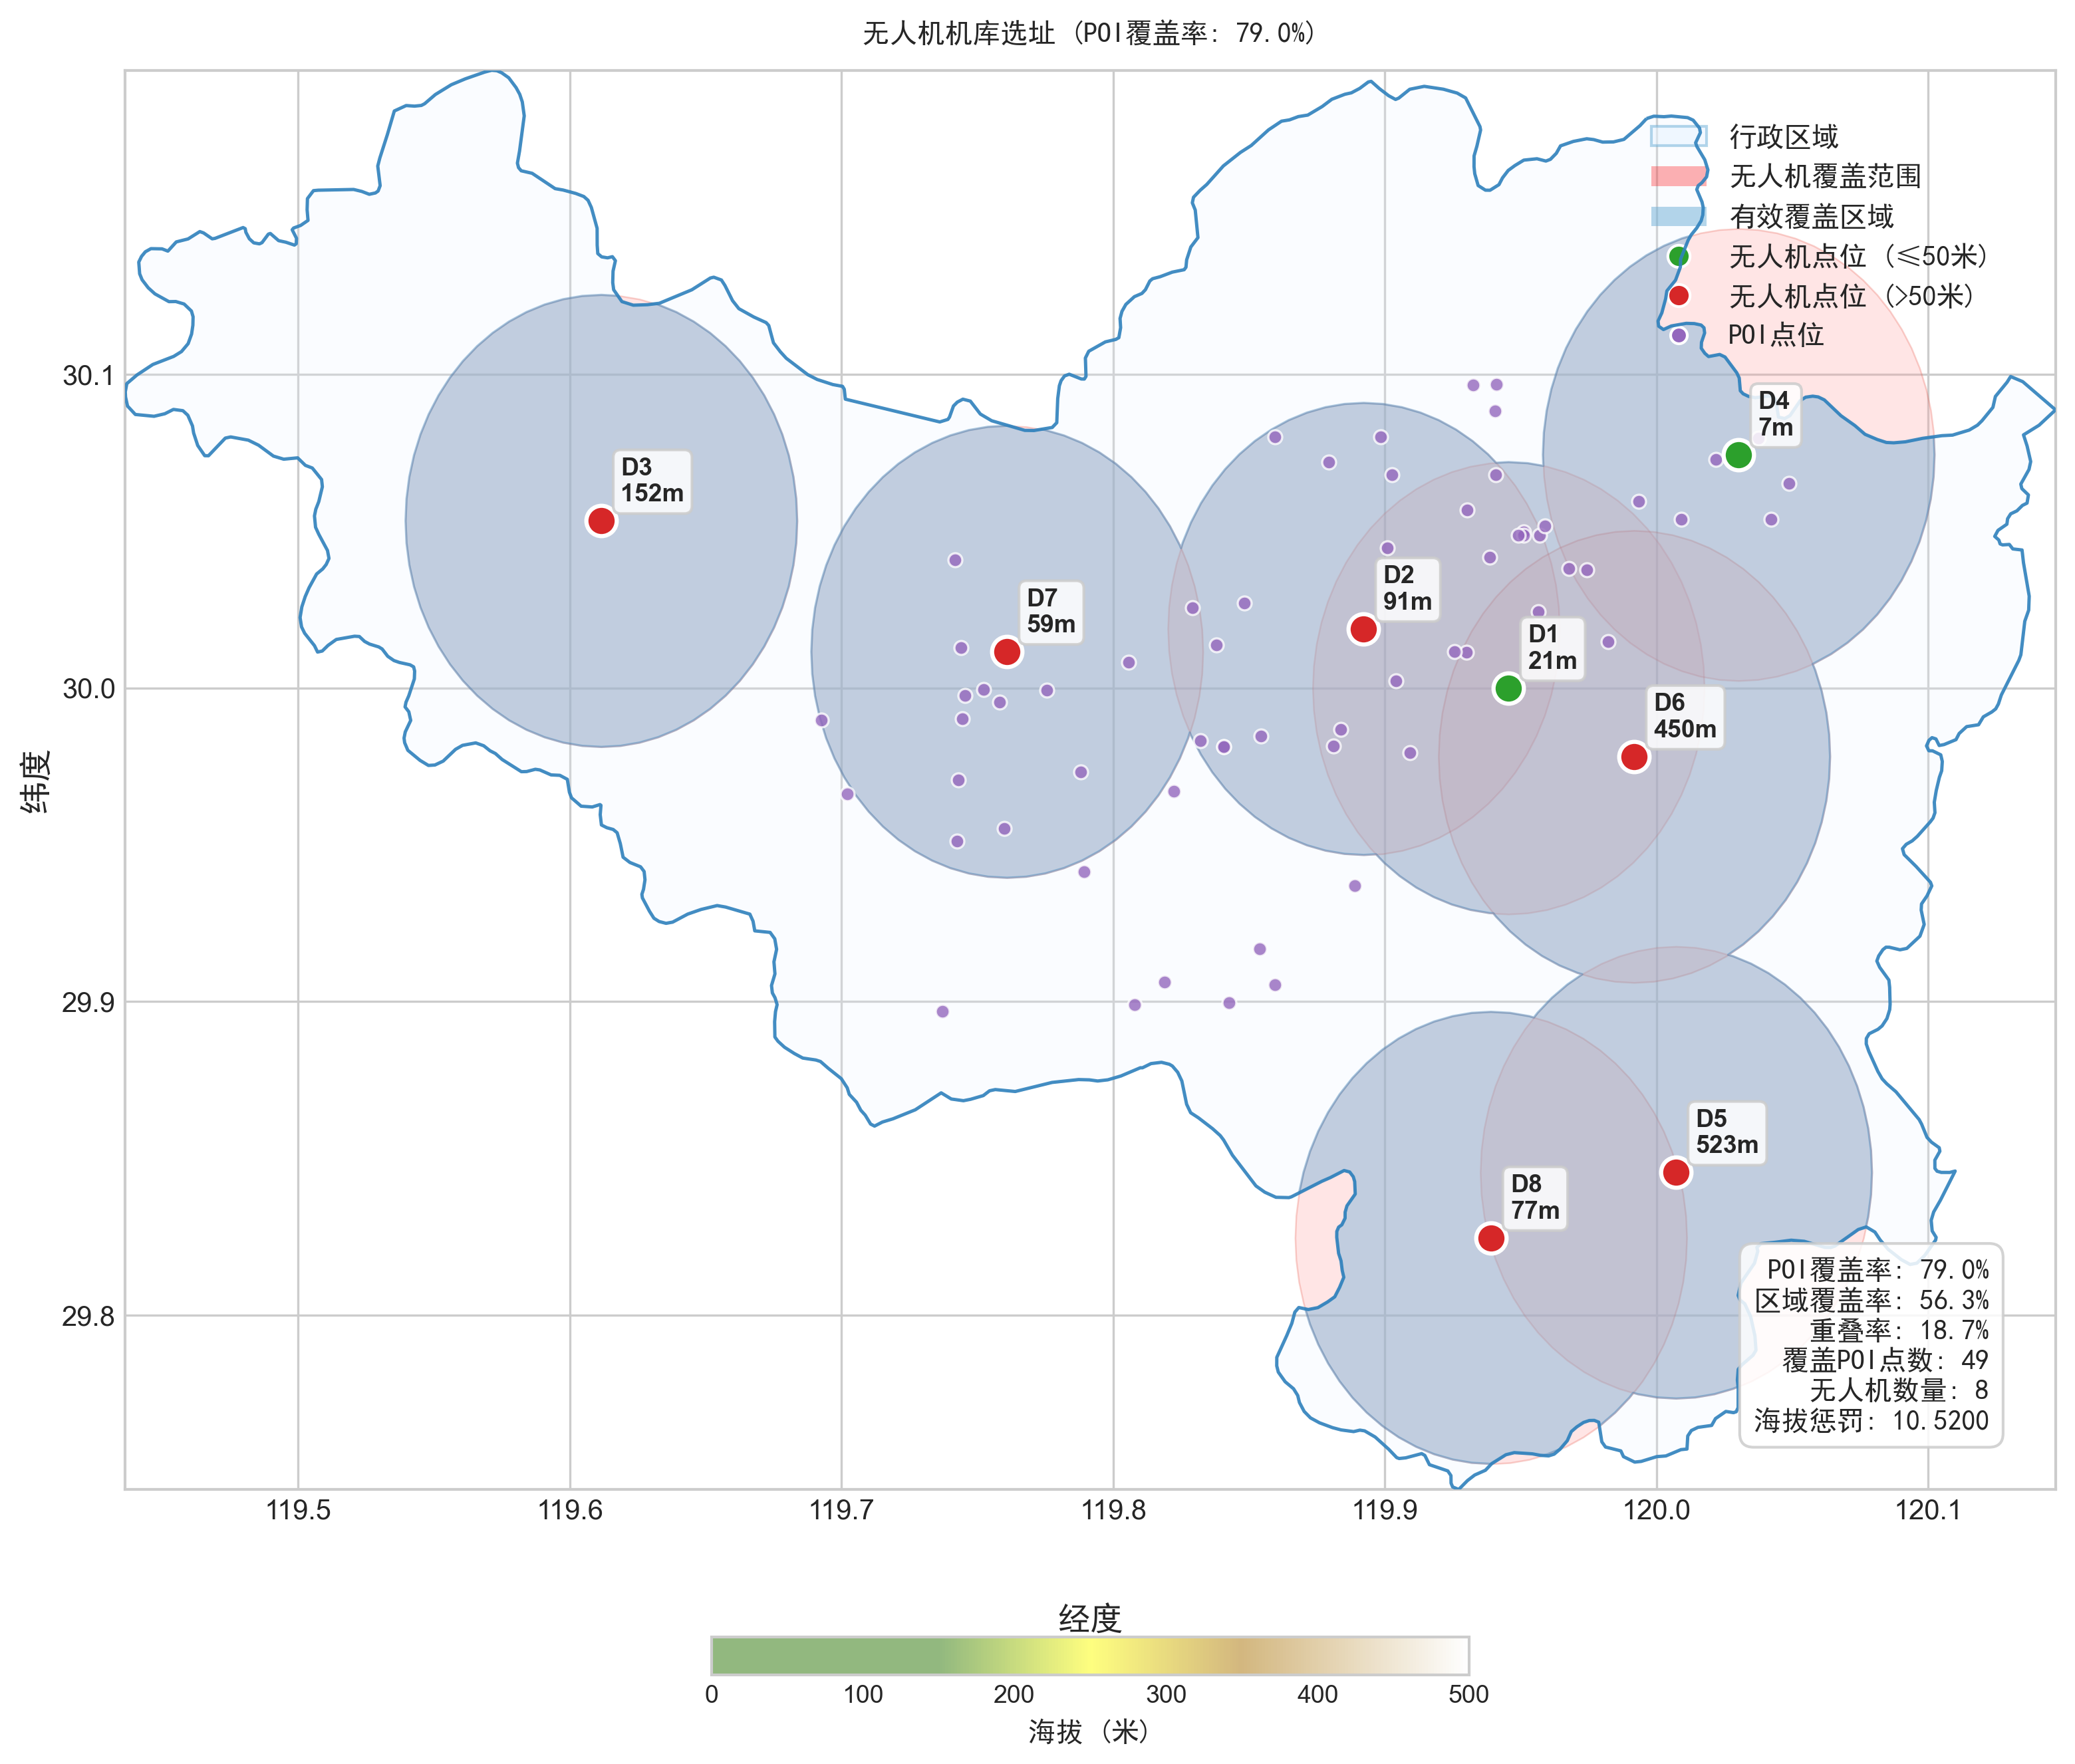 无人机机库选址 (POI覆盖率: 79.0%)
行政区域
无人机覆盖范围
有效覆盖区域
无人机点位 (≤50米)
无人机点位 (>50米)
POI点位
纬度
30.1
30.0
29.9
29.8
D4
7m
D3
152m
D2
91m
D7
59m
D1
21m
D6
450m
D5
523m
D8
77m
POI覆盖率: 79.0%
区域覆盖率: 56.3%
重叠率: 18.7%
覆盖POI点数: 49
无人机数量: 8
海拔惩罚: 10.5200
119.5 119.6 119.7 119.8 119.9 120.0 120.1
经度
0 100 200 300 400 500
海拔 (米)